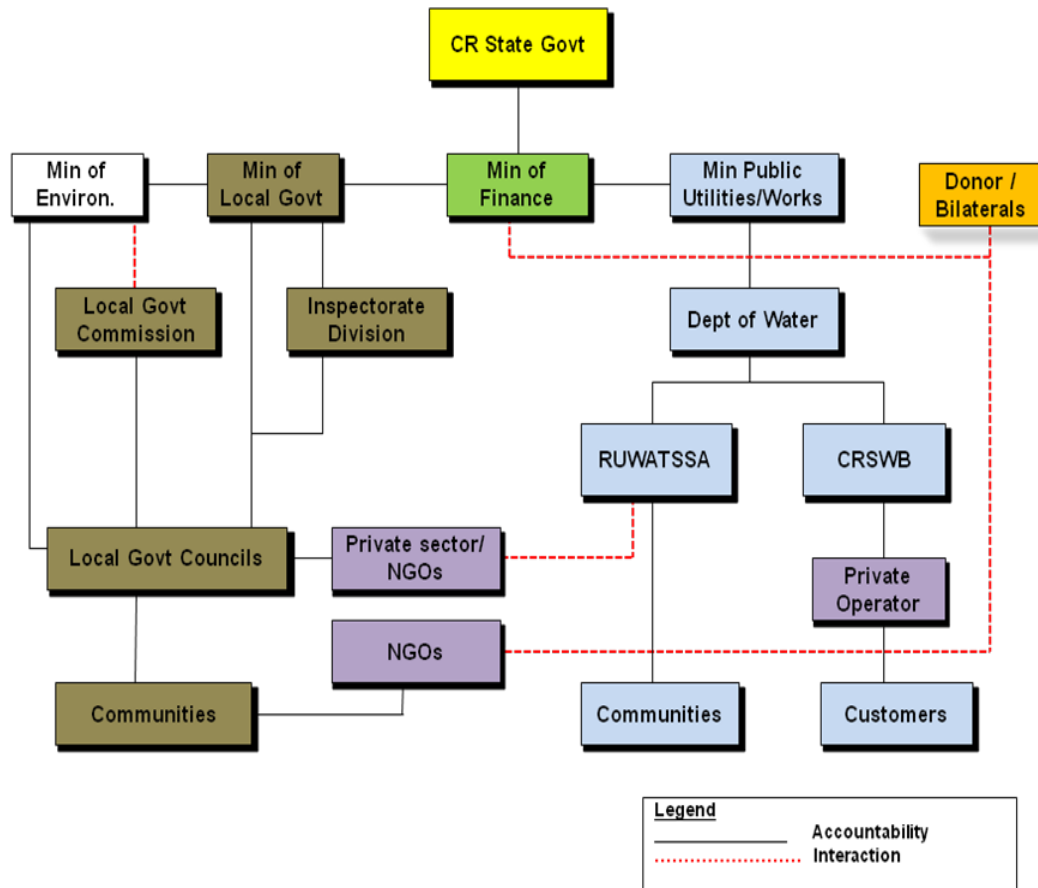 CR State Govt
Min of
Environ.
Min of
Local Govt
Min of
Finance
Min Public
Utilities/Works
Donor /
Bilaterals
Local Govt
Commission
Inspectorate
Division
Dept of Water
RUWATSSA
CRSWB
Local Govt Councils
Private sector/
NGOs
Private
Operator
NGOs
Communities
Communities
Customers
Legend
Accountability
Interaction